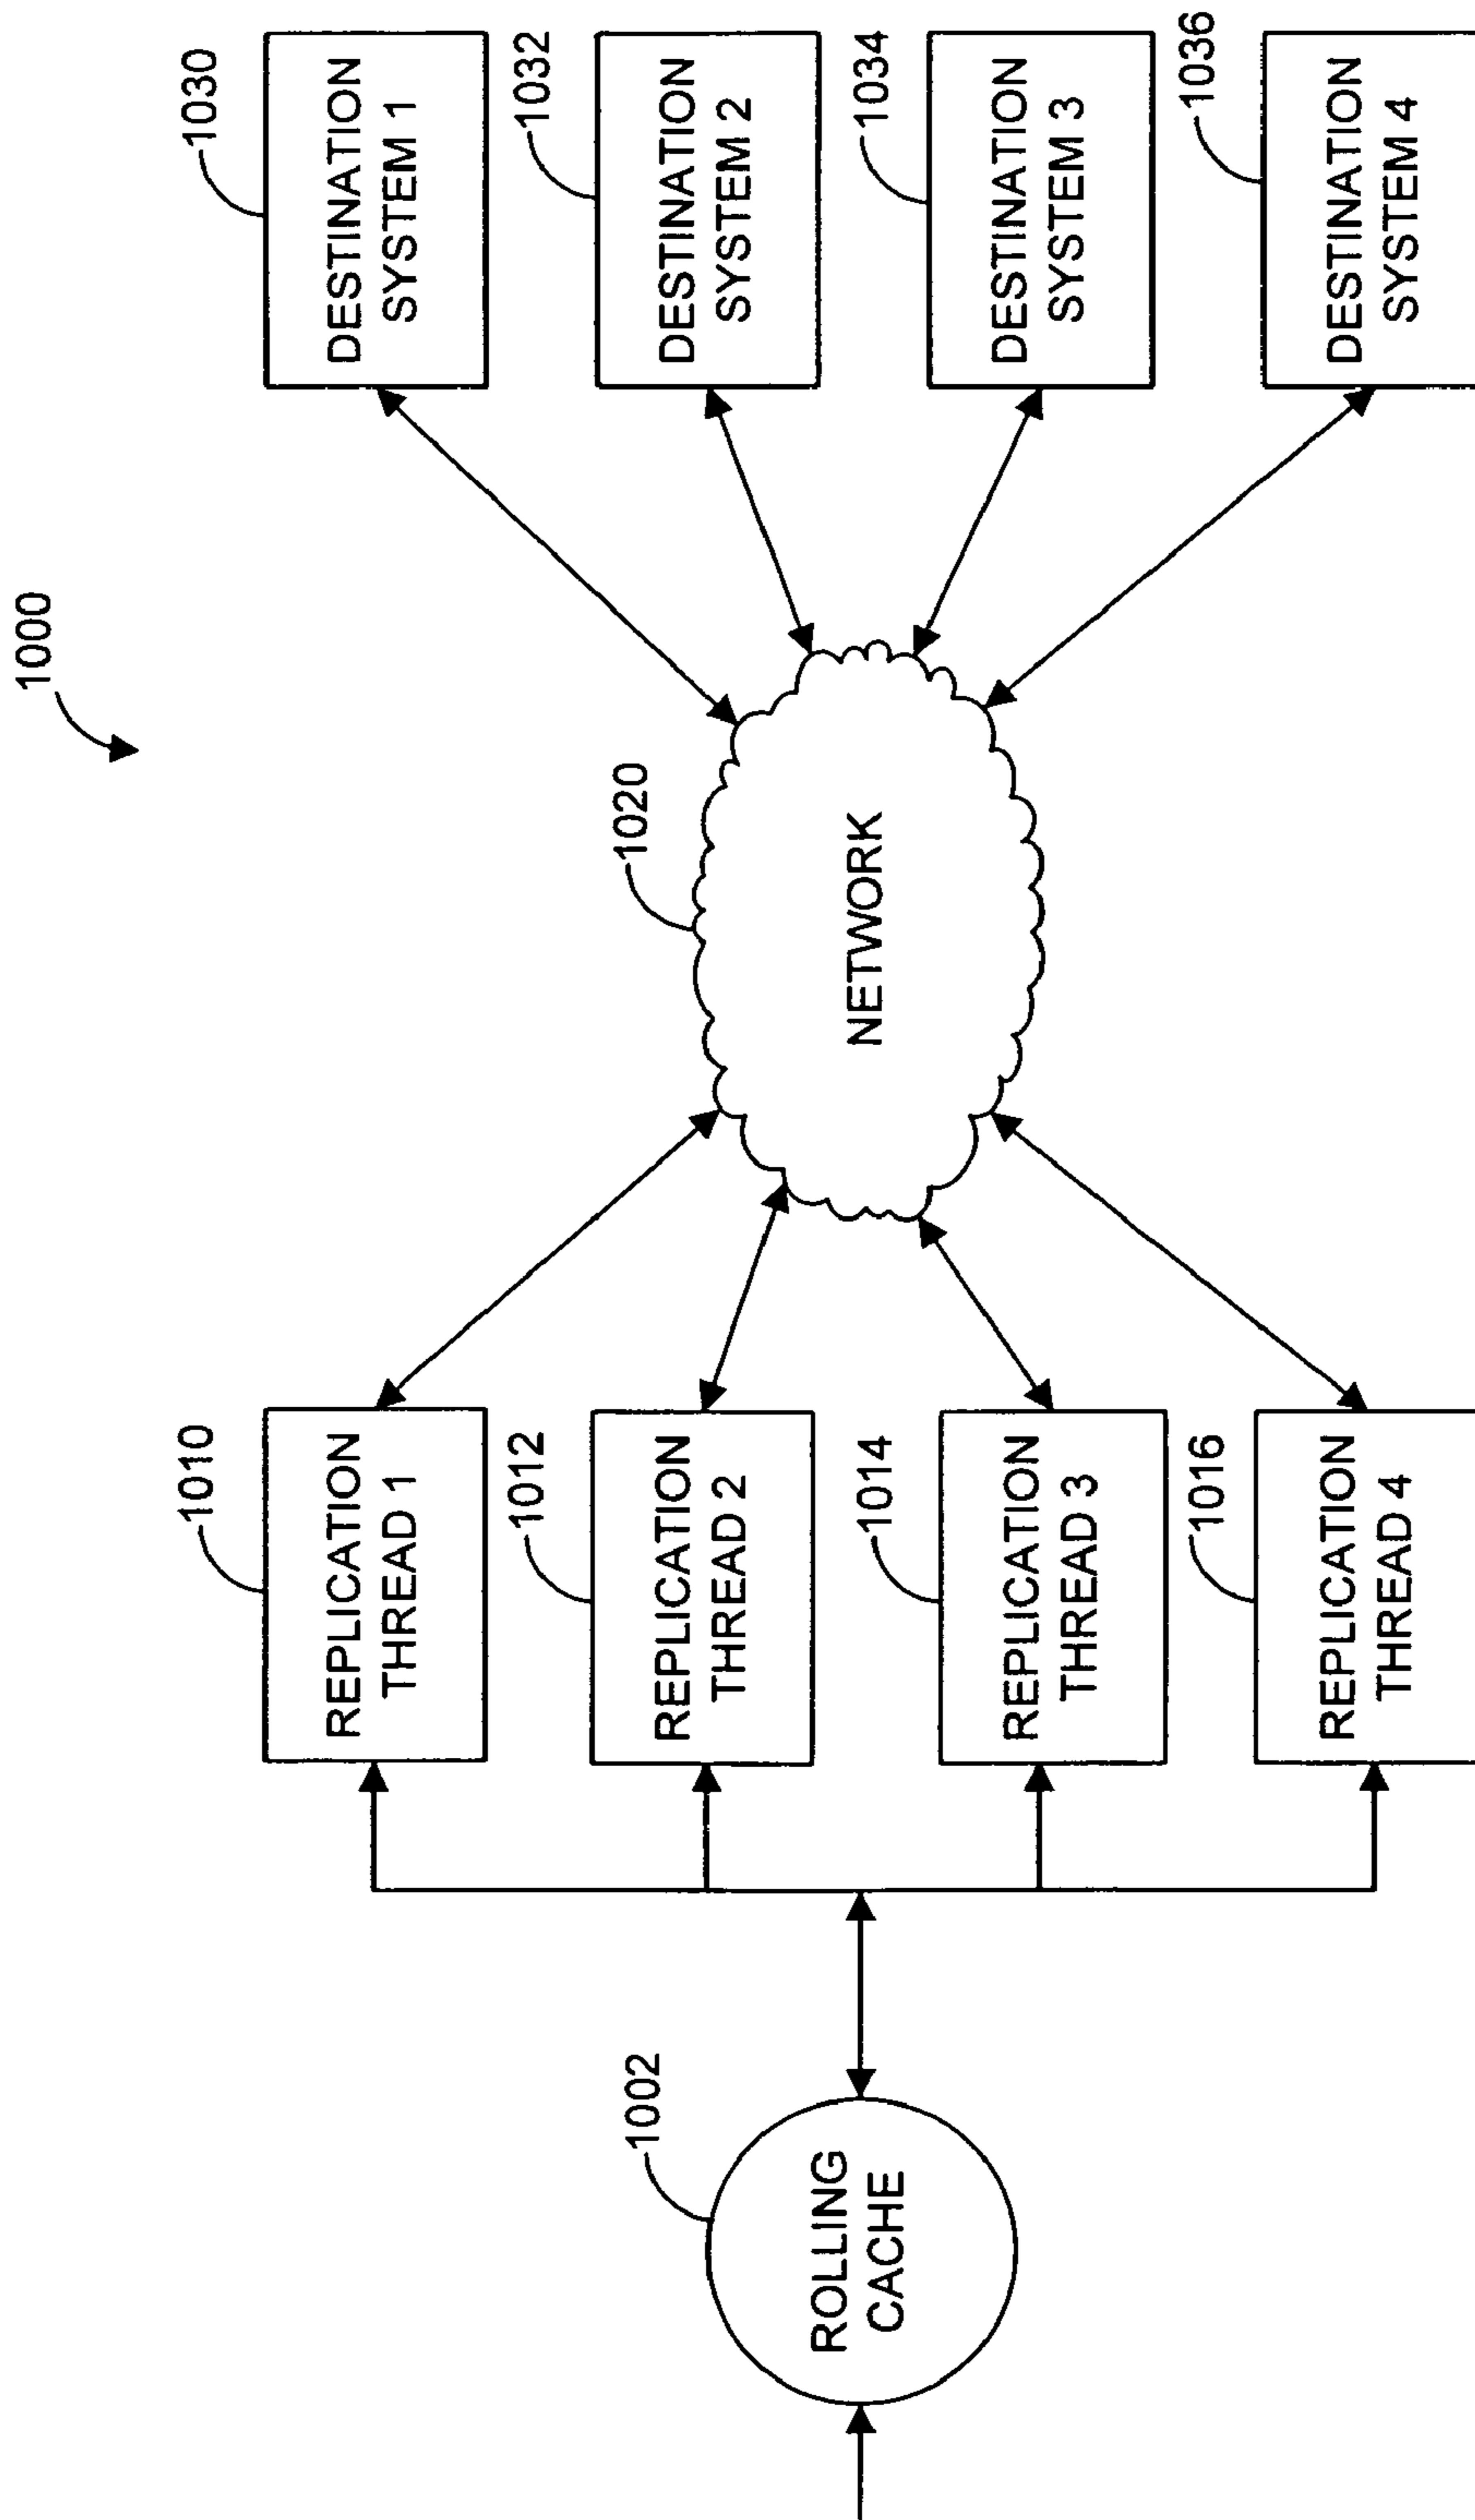 1000
1002
ROLLING
CACHE
1010
REPLICATION
THREAD 1
1012
REPLICATION
THREAD 2
1014
REPLICATION
THREAD 3
1016
REPLICATION
THREAD 4
1020
NETWORK
1030
DESTINATION
SYSTEM 1
1032
DESTINATION
SYSTEM 2
1034
DESTINATION
SYSTEM 3
1036
DESTINATION
SYSTEM 4